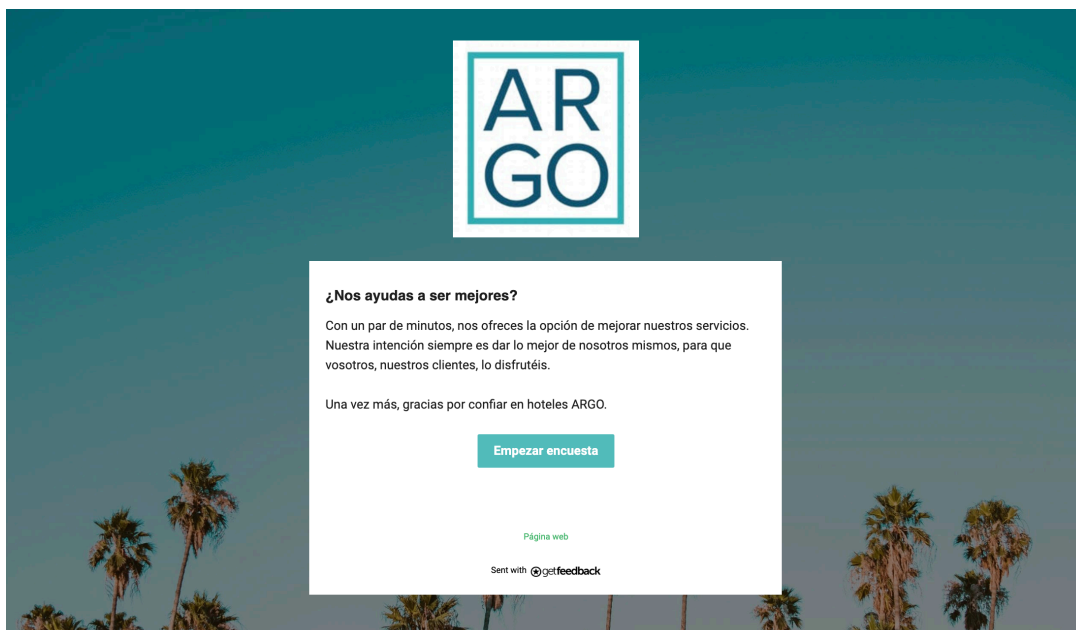 AR
GO
¿Nos ayudas a ser mejores?
Con un par de minutos, nos ofreces la opción de mejorar nuestros servicios.
Nuestra intención siempre es dar lo mejor de nosotros mismos, para que
vosotros, nuestros clientes, lo disfrutéis.
Una vez más, gracias por confiar en hoteles ARGO.
Empezar encuesta
Página web
Sent with getfeedback